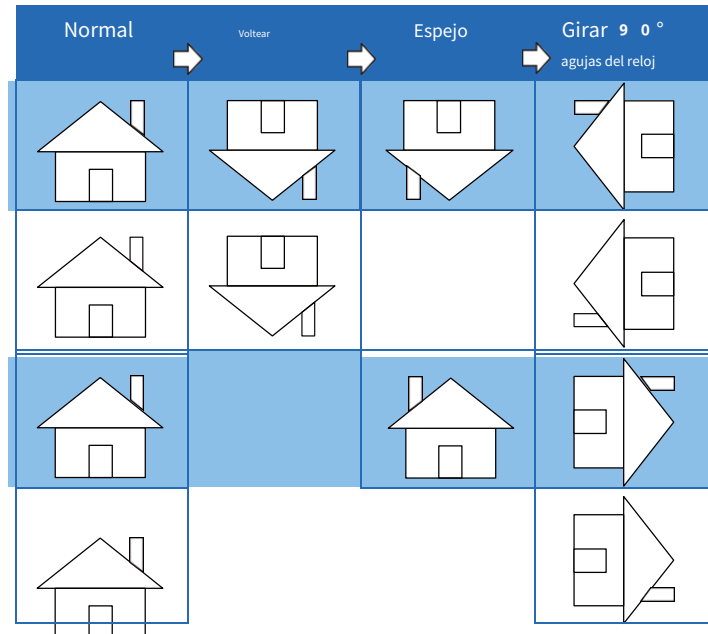 Normal
Voltear
Espejo
Girar 9 0 °
agujas del reloj